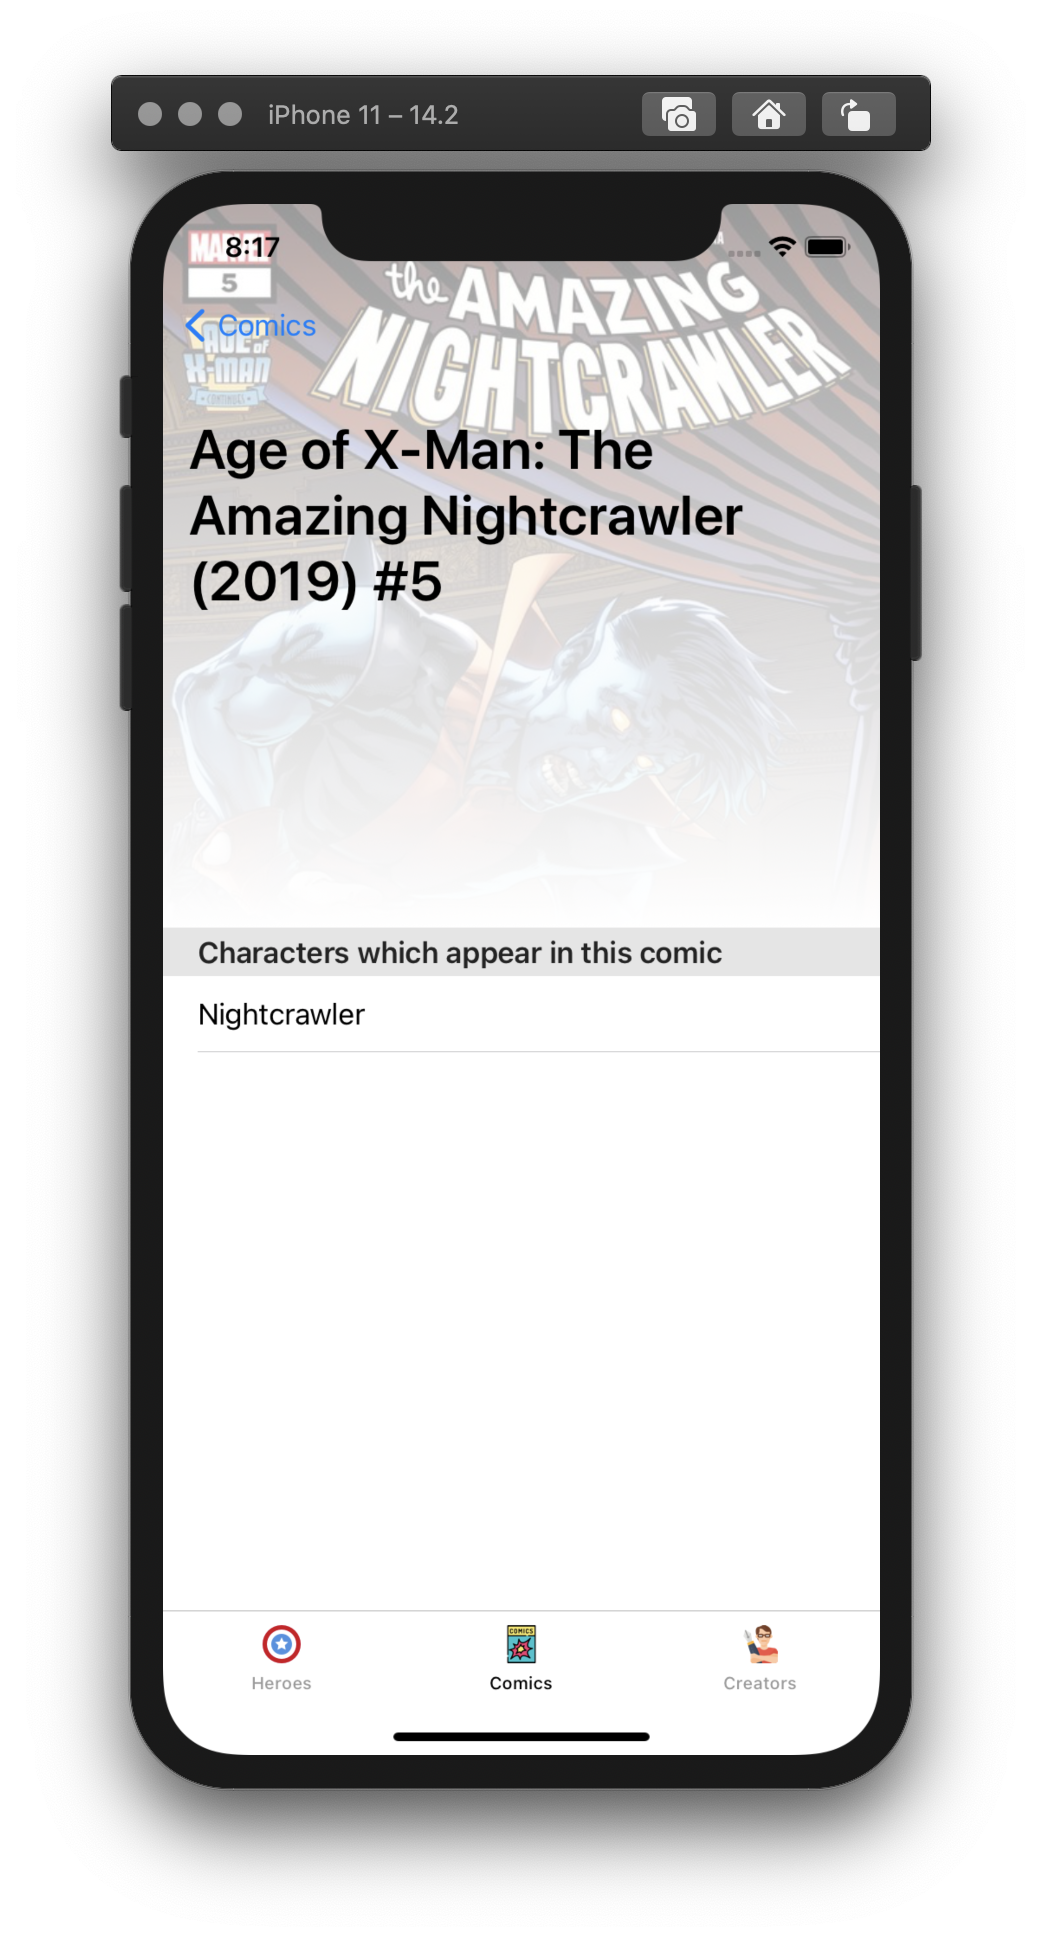 iPhone 11 – 14.2
8:17
MARVEL
5
Comics
AGE of
X-MAN
the AMAZING
NIGHTCRAWLER
Age of X-Man: The
Amazing Nightcrawler
(2019) #5
Characters which appear in this comic
Nightcrawler
COMICS
Heroes
Comics
Creators